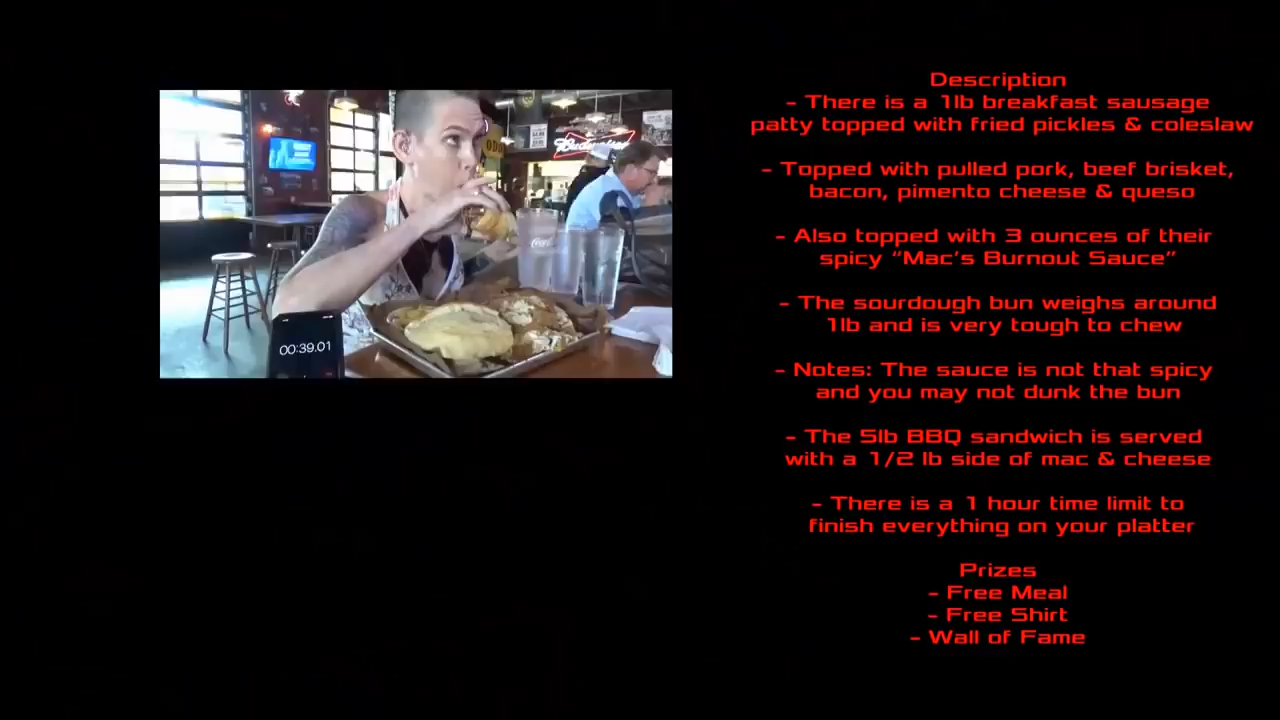 Description
- There is a 1lb breakfast sausage
patty topped with fried pickles & coleslaw
- Topped with pulled pork, beef brisket,
bacon, pimento cheese & queso
- Also topped with 3 ounces of their
spicy “Mac’s Burnout Sauce”
- The sourdough bun weighs around
1lb and is very tough to chew
- Notes: The sauce is not that spicy
and you may not dunk the bun
- The 5lb BBQ sandwich is served
with a 1/2 lb side of mac & cheese
- There is a 1 hour time limit to
finish everything on your platter
Prizes
- Free Meal
- Free Shirt
- Wall of Fame
Budweiser
00:39.01